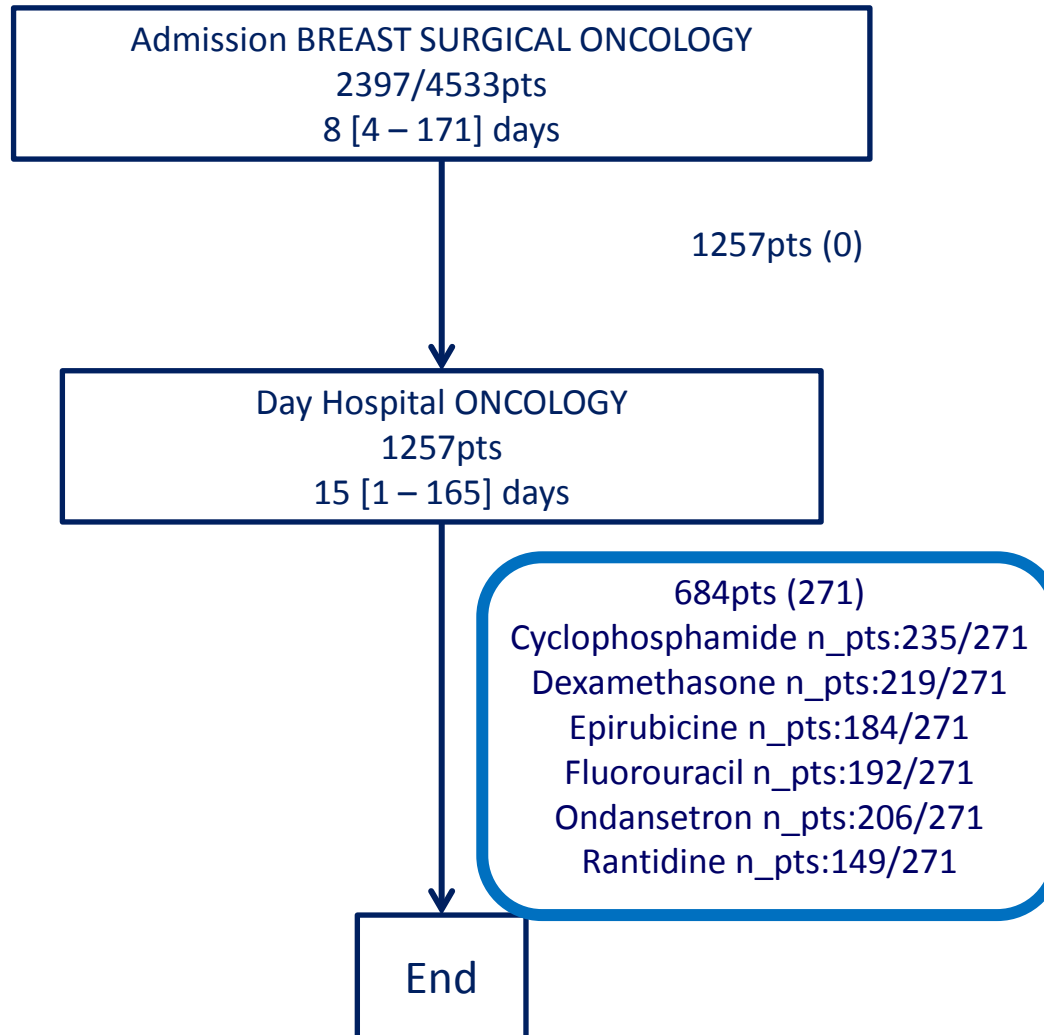 Admission BREAST SURGICAL ONCOLOGY
2397/4533pts
8 [4 – 171] days
1257pts (0)
Day Hospital ONCOLOGY
1257pts
15 [1 – 165] days
684pts (271)
Cyclophosphamide n_pts:235/271
Dexamethasone n_pts:219/271
Epirubicine n_pts:184/271
Fluorouracil n_pts:192/271
Ondansetron n_pts:206/271
Rantidine n_pts:149/271
End